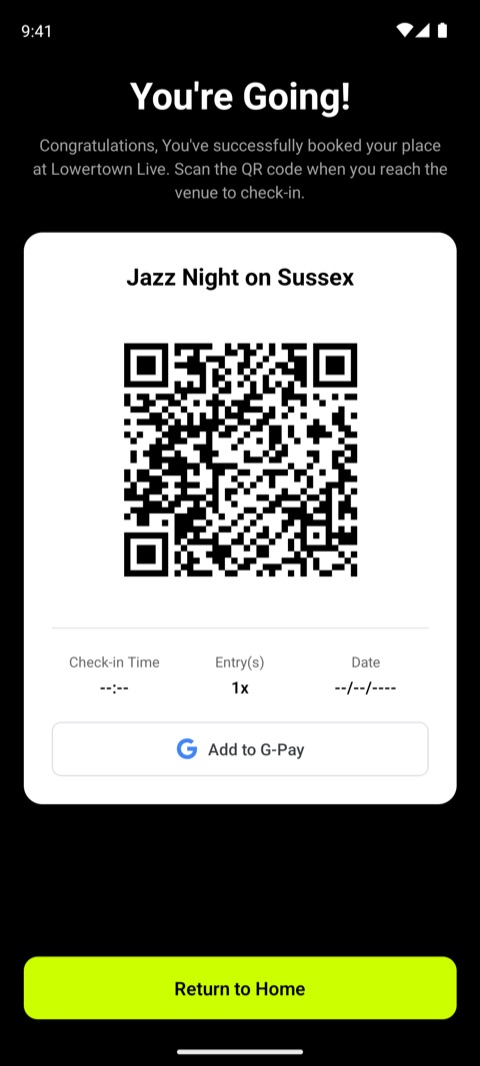 9:41
You're Going!
Congratulations, You've successfully booked your place
at Lowertown Live. Scan the QR code when you reach the
venue to check-in.
Jazz Night on Sussex
Check-in Time
Entry(s)
Date
--:--
1x
--/--/----
Add to G-Pay
Return to Home